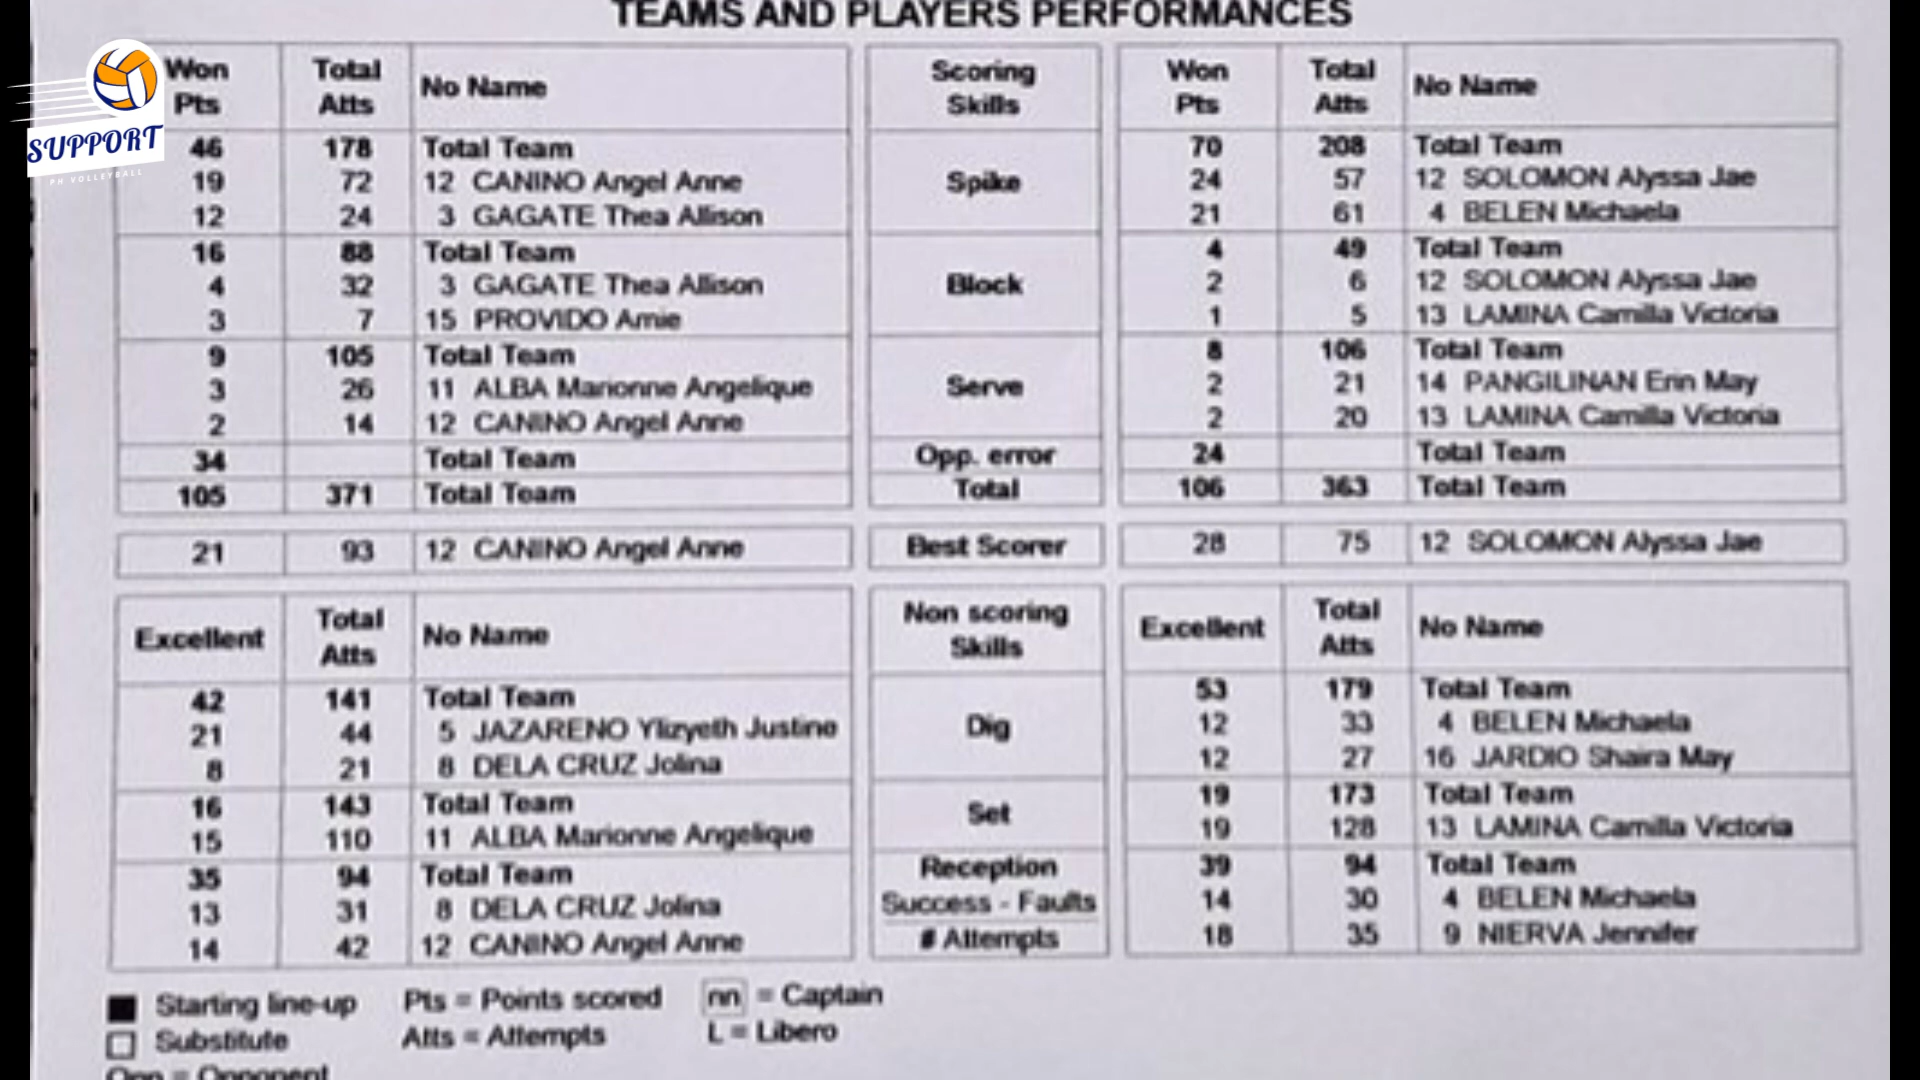 TEAMS AND PLAYERS PERFORMANCES
SUPPORT
PH VOLLEYBALL
Won Pts Total Atts No Name Scoring Skills Won Pts Total Atts No Name
46 178 Total Team Spike 70 208 Total Team
19 72 12 CANINO Angel Anne 24 57 12 SOLOMON Alyssa Jae
12 24 3 GAGATE Thea Allison 21 61 4 BELEN Michaela
16 88 Total Team Block 4 49 Total Team
4 32 3 GAGATE Thea Allison 2 6 12 SOLOMON Alyssa Jae
3 7 15 PROVIDO Amie 1 5 13 LAMINA Camilla Victoria
9 105 Total Team Serve 8 106 Total Team
3 26 11 ALBA Marionne Angelique 2 21 14 PANGILINAN Erin May
2 14 12 CANINO Angel Anne 2 20 13 LAMINA Camilla Victoria
34 Total Team Opp. error 24 Total Team
105 371 Total Team Total 106 363 Total Team
21 93 12 CANINO Angel Anne Best Scorer 28 75 12 SOLOMON Alyssa Jae
Excellent Total Atts No Name Non scoring Skills Excellent Total Atts No Name
42 141 Total Team Dig 53 179 Total Team
21 44 5 JAZARENO Ylizyeth Justine 12 33 4 BELEN Michaela
8 21 8 DELA CRUZ Jolina 12 27 16 JARDIO Shaira May
16 143 Total Team Set 19 173 Total Team
15 110 11 ALBA Marionne Angelique 19 128 13 LAMINA Camilla Victoria
35 94 Total Team Reception 39 94 Total Team
13 31 8 DELA CRUZ Jolina Success - Faults 14 30 4 BELEN Michaela
14 42 12 CANINO Angel Anne # Attempts 18 35 9 NIERVA Jennifer
Starting line-up Pts = Points scored nn = Captain
Substitute Atts = Attempts L = Libero
Opp = Opponent